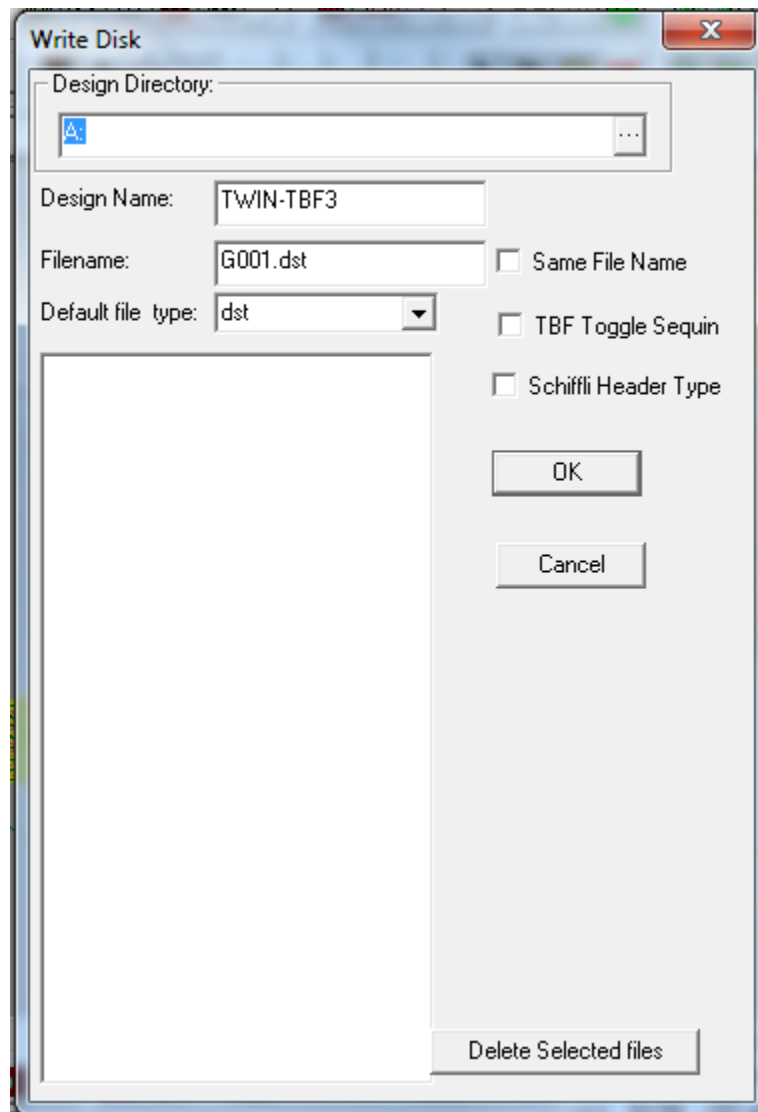 Write Disk
Design Directory:
A:
...
Design Name: TWIN-TBF3
Filename: G001.dst
Same File Name
Default file type: dst
TBF Toggle Sequin
Schiffli Header Type
OK
Cancel
Delete Selected files